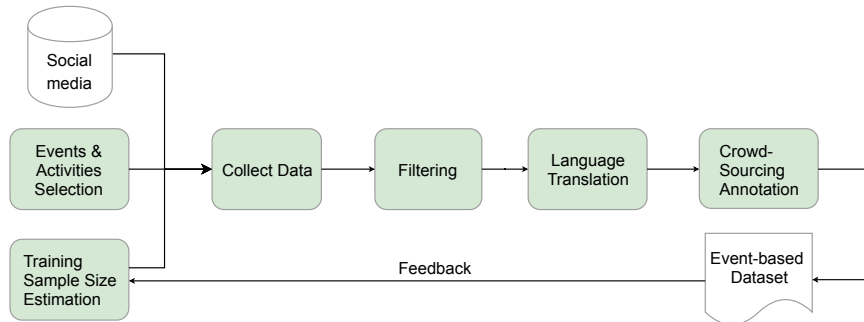 Social
media
Events &
Activities
Selection
Collect Data
Filtering
Language
Translation
Crowd-
Sourcing
Annotation
Training
Sample Size
Estimation
Feedback
Event-based
Dataset